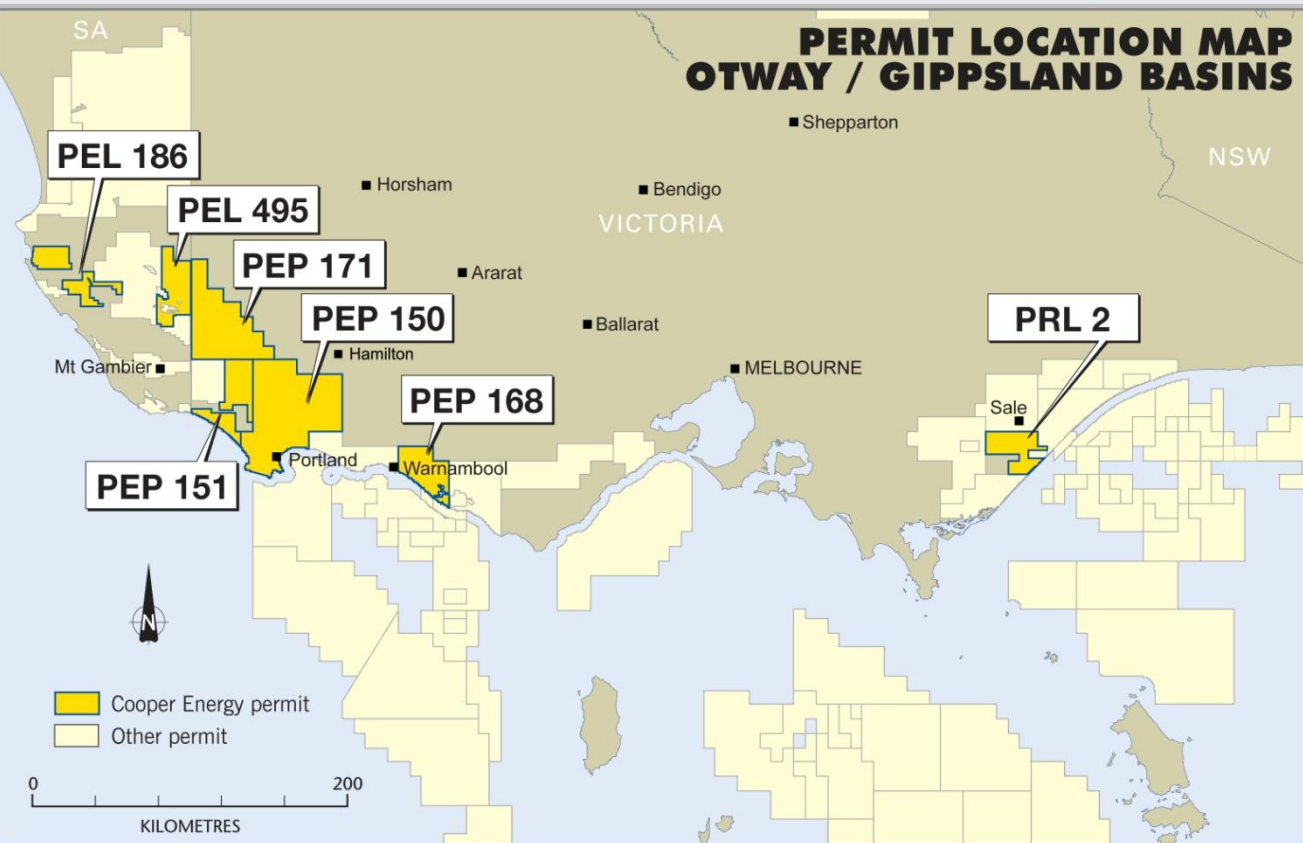 SA
PERMIT LOCATION MAP
OTWAY / GIPPSLAND BASINS
Shepparton
PEL 186
NSW
Horsham
Bendigo
PEL 495
VICTORIA
PEP 171
Ararat
PEP 150
PRL 2
Ballarat
Hamilton
Mt Gambier
MELBOURNE
PEP 168
Sale
Portland
Warnambool
PEP 151
N
Cooper Energy permit
Other permit
0
200
KILOMETRES